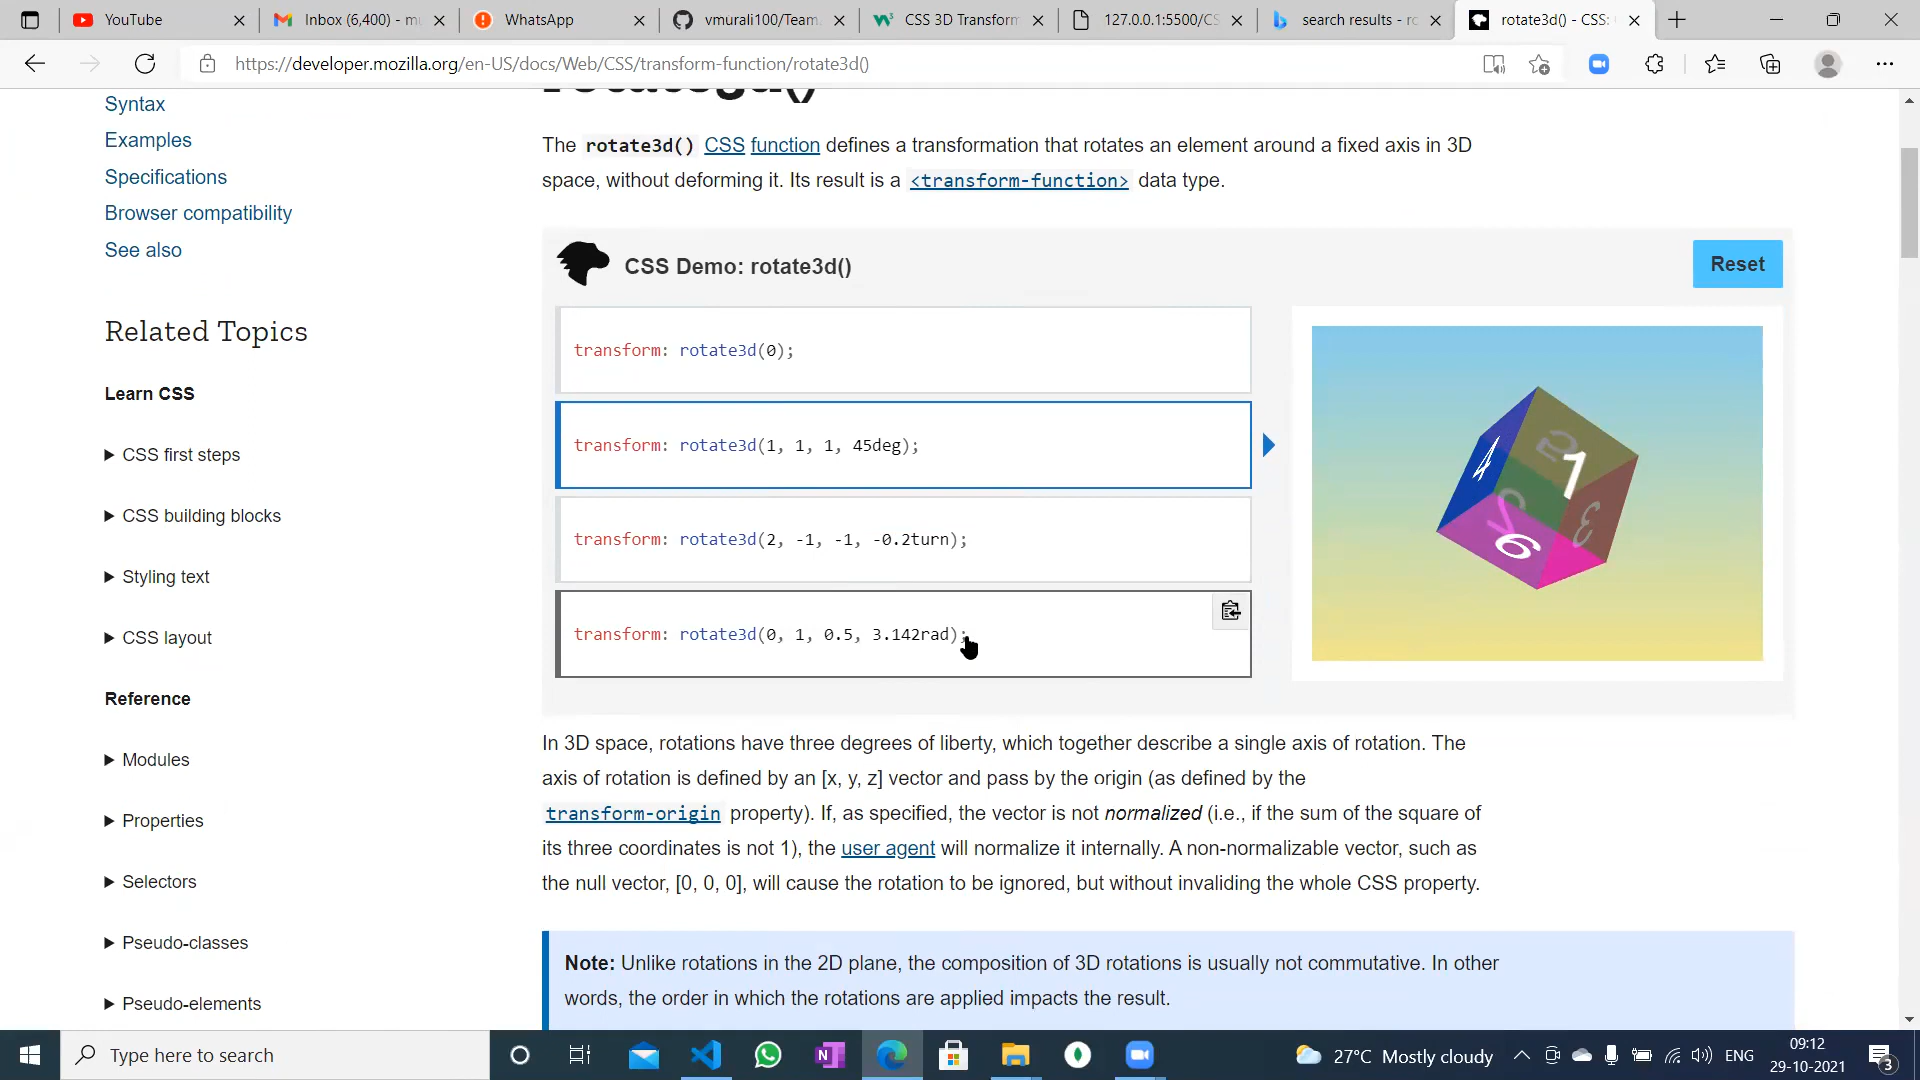 YouTube
Inbox (6,400) - mu
WhatsApp
vmurali100/Team.
CSS 3D Transform
127.0.0.1:5500/CS
search results - ro
rotate3d() - CSS:
https://developer.mozilla.org/en-US/docs/Web/CSS/transform-function/rotate3d()
Syntax
Examples
Specifications
Browser compatibility
See also
Related Topics
Learn CSS
CSS first steps
CSS building blocks
Styling text
CSS layout
Reference
Modules
Properties
Selectors
Pseudo-classes
Pseudo-elements
rotate3d()
The rotate3d() CSS function defines a transformation that rotates an element around a fixed axis in 3D
space, without deforming it. Its result is a <transform-function> data type.
CSS Demo: rotate3d()
Reset
transform: rotate3d(0);
transform: rotate3d(1, 1, 1, 45deg);
transform: rotate3d(2, -1, -1, -0.2turn);
transform: rotate3d(0, 1, 0.5, 3.142rad);
5
1
4
2
3
6
In 3D space, rotations have three degrees of liberty, which together describe a single axis of rotation. The
axis of rotation is defined by an [x, y, z] vector and pass by the origin (as defined by the
transform-origin property). If, as specified, the vector is not normalized (i.e., if the sum of the square of
its three coordinates is not 1), the user agent will normalize it internally. A non-normalizable vector, such as
the null vector, [0, 0, 0], will cause the rotation to be ignored, but without invaliding the whole CSS property.
Note: Unlike rotations in the 2D plane, the composition of 3D rotations is usually not commutative. In other
words, the order in which the rotations are applied impacts the result.
Type here to search
27°C Mostly cloudy
ENG
09:12
29-10-2021
3